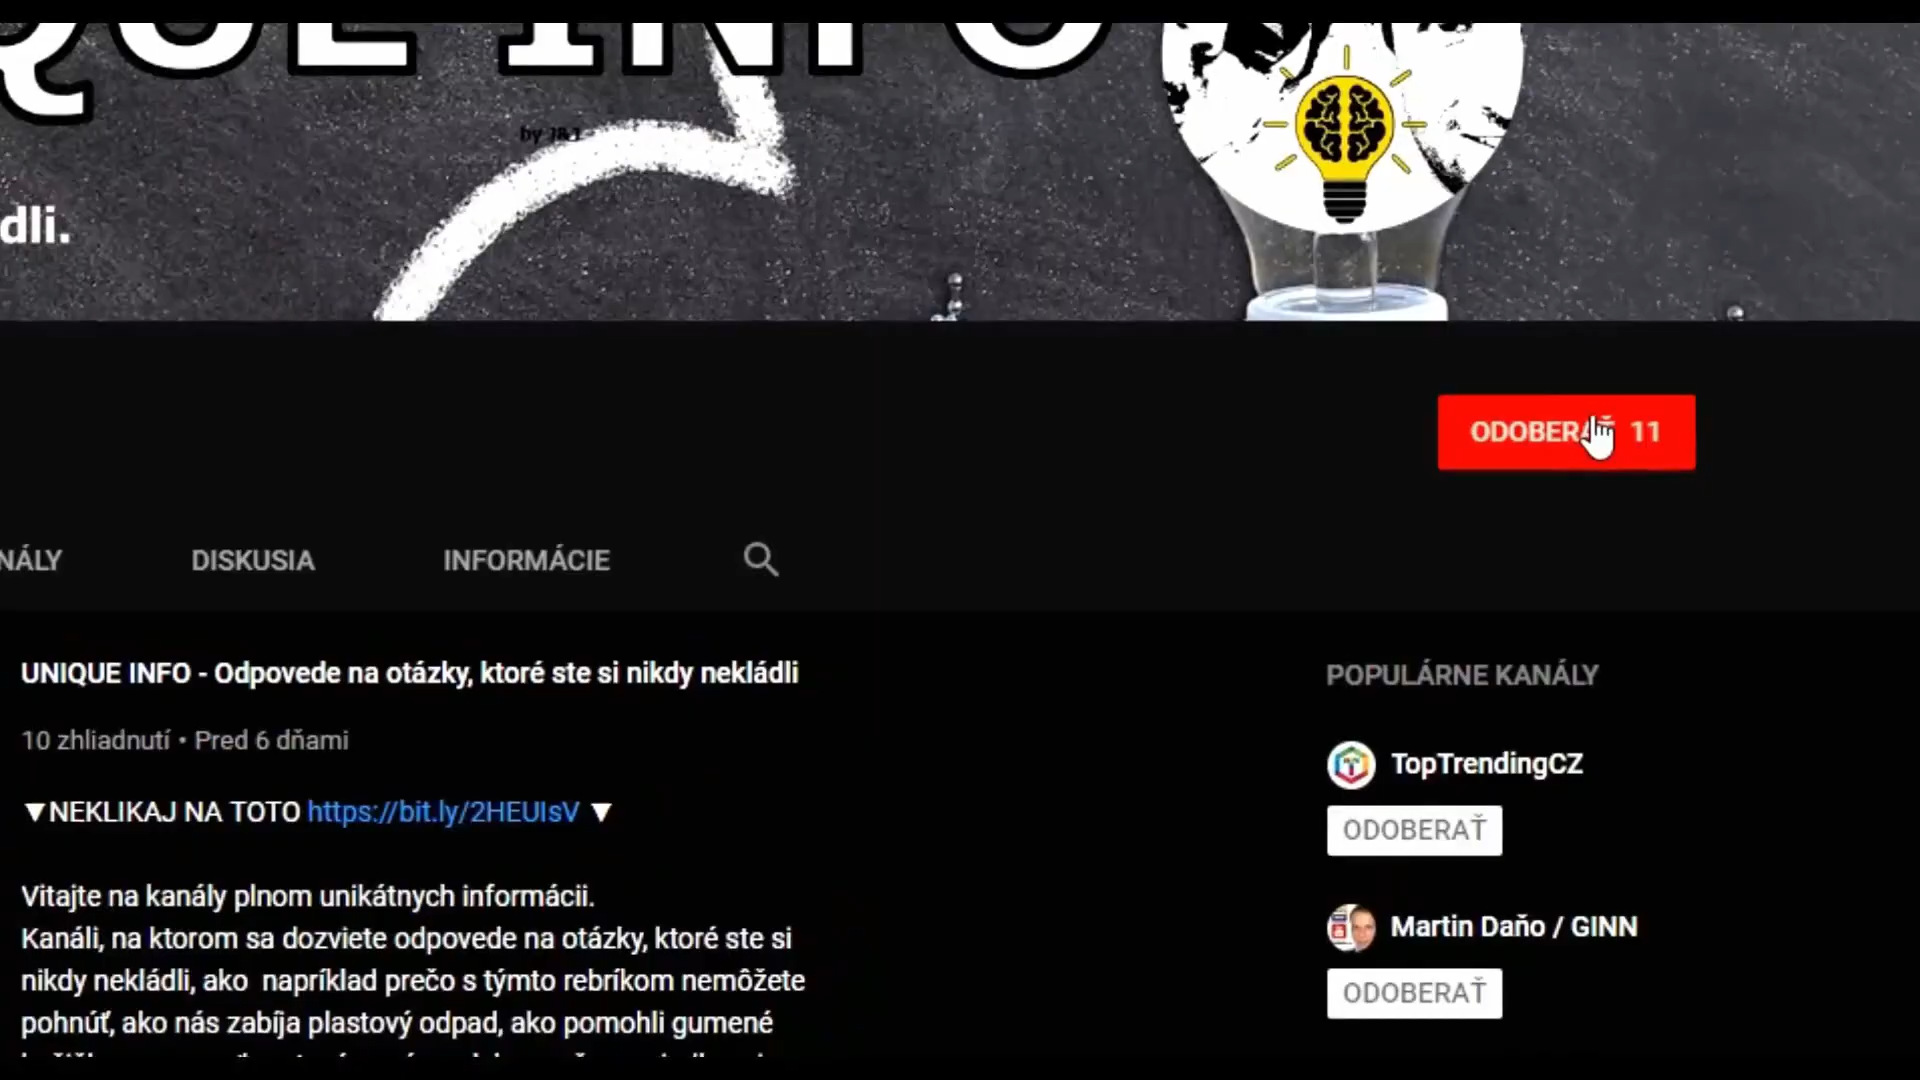 QUE INFO
by J&J
dli.
ODOBERAŤ 11
NÁLY
DISKUSIA
INFORMÁCIE
UNIQUE INFO - Odpovede na otázky, ktoré ste si nikdy nekládli
10 zhliadnutí • Pred 6 dňami
▼NEKLIKAJ NA TOTO https://bit.ly/2HEUIsV ▼
Vitajte na kanály plnom unikátnych informácii.
Kanáli, na ktorom sa dozviete odpovede na otázky, ktoré ste si
nikdy nekládli, ako napríklad prečo s týmto rebríkom nemôžete
pohnúť, ako nás zabíja plastový odpad, ako pomohli gumené
POPULÁRNE KANÁLY
TopTrendingCZ
ODOBERAŤ
Martin Daňo / GINN
ODOBERAŤ